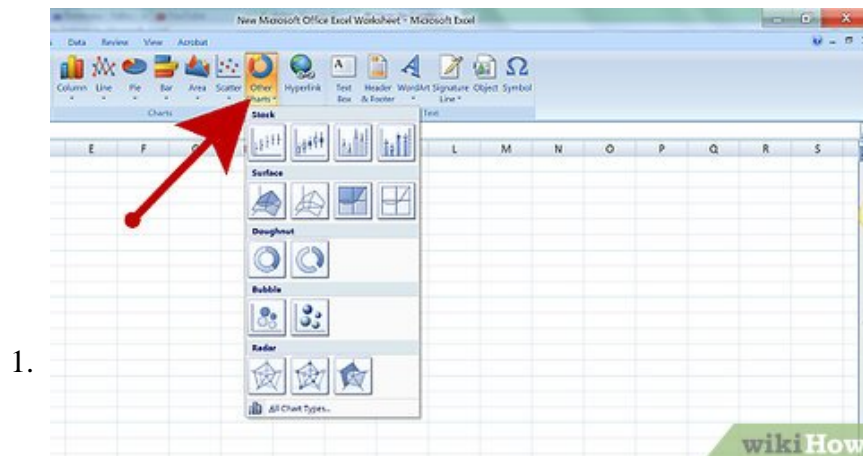 New Microsoft Office Excel Worksheet - Microsoft Excel
Data Review View Acrobat
Column Line Pie Bar Area Scatter Other Charts Hyperlink Text Box Header & Footer WordArt Signature Line Object Symbol
Charts Text
Stock
E F G L M N O P Q R S
Surface
Doughnut
Bubble
Radar
All Chart Types...
1.
wikiHow